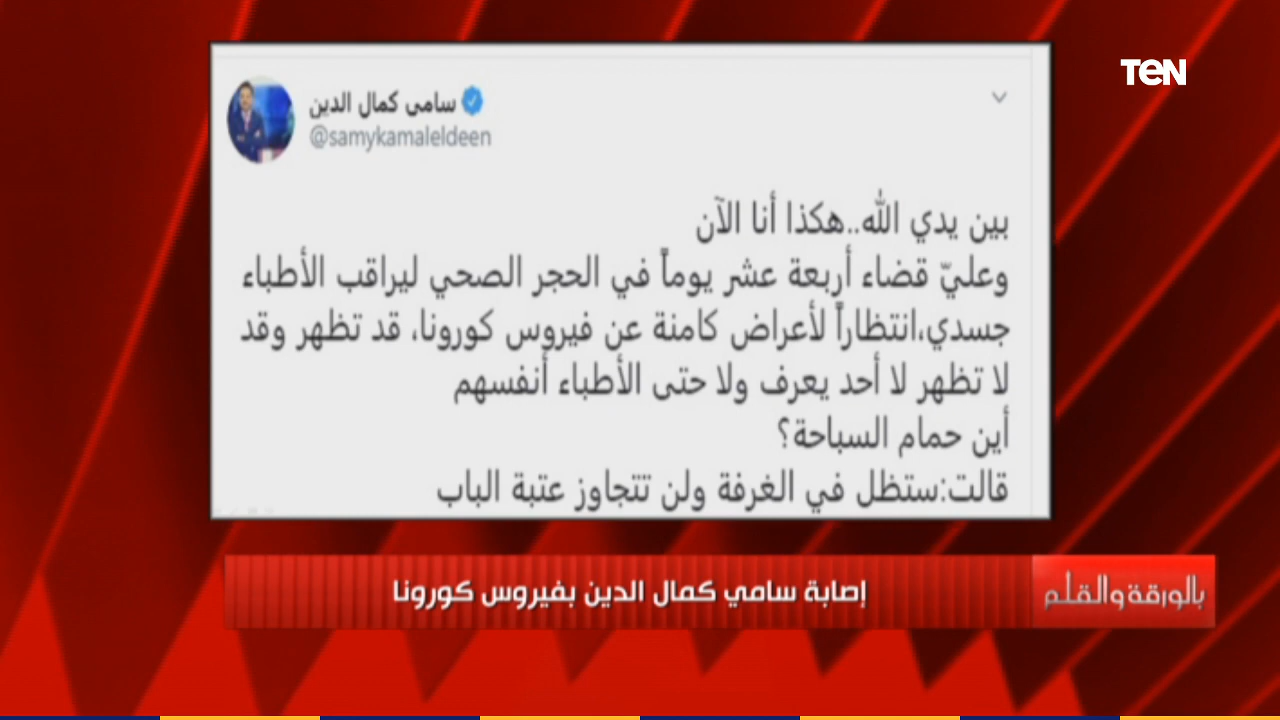 TEN
سامى كمال الدين
@samykamaleldeen
بين يدي الله..هكذا أنا الآن
وعليّ قضاء أربعة عشر يوماً في الحجر الصحي ليراقب الأطباء
جسدي،انتظاراً لأعراض كامنة عن فيروس كورونا، قد تظهر وقد
لا تظهر لا أحد يعرف ولا حتى الأطباء أنفسهم
أين حمام السباحة؟
قالت:ستظل في الغرفة ولن تتجاوز عتبة الباب
بالورقة والقلم
إصابة سامي كمال الدين بفيروس كورونا